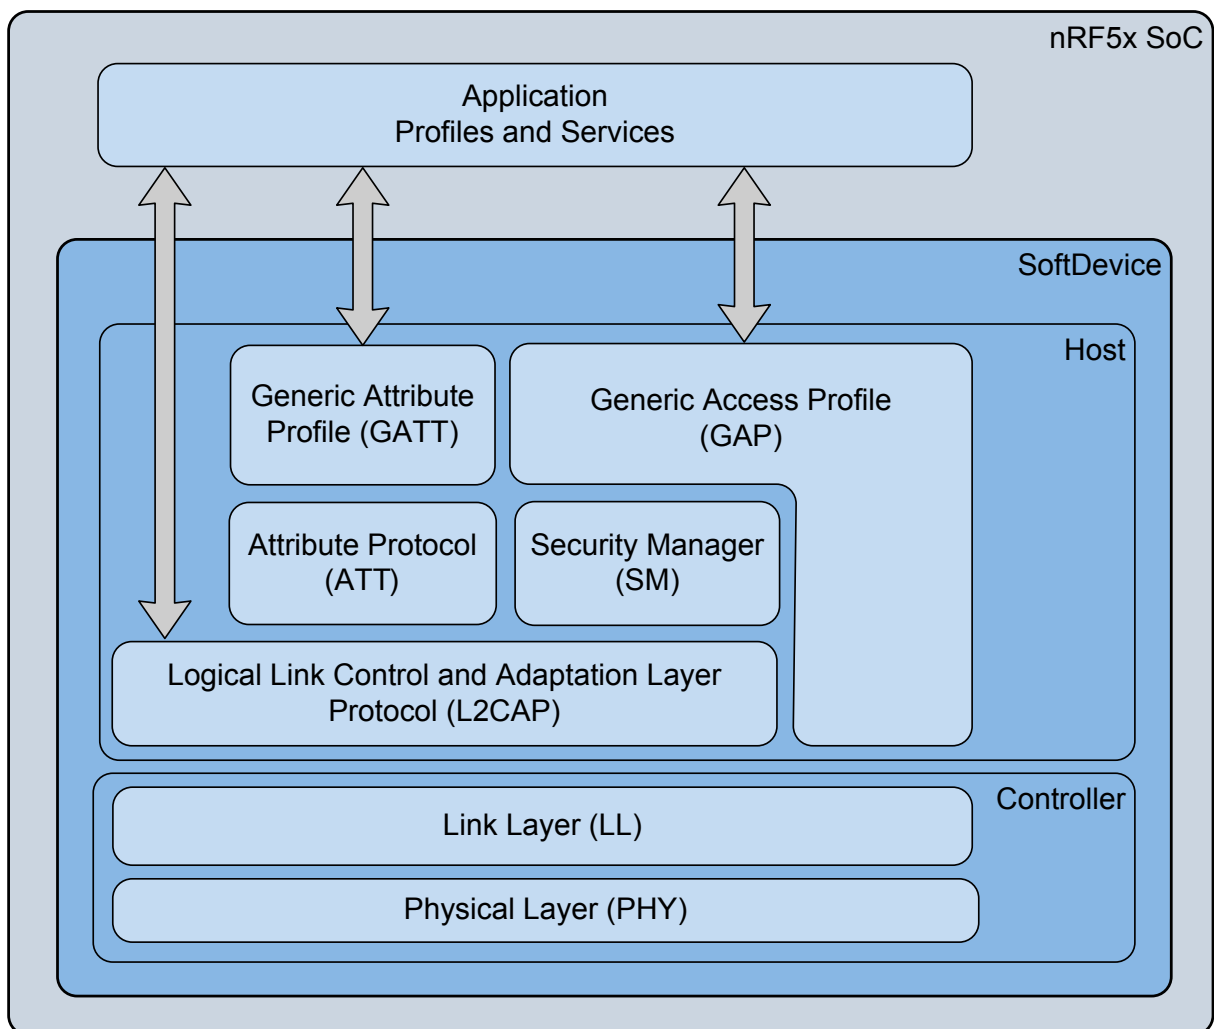 nRF5x SoC
Application
Profiles and Services
SoftDevice
Host
Generic Attribute
Profile (GATT)
Generic Access Profile
(GAP)
Attribute Protocol
(ATT)
Security Manager
(SM)
Logical Link Control and Adaptation Layer
Protocol (L2CAP)
Controller
Link Layer (LL)
Physical Layer (PHY)